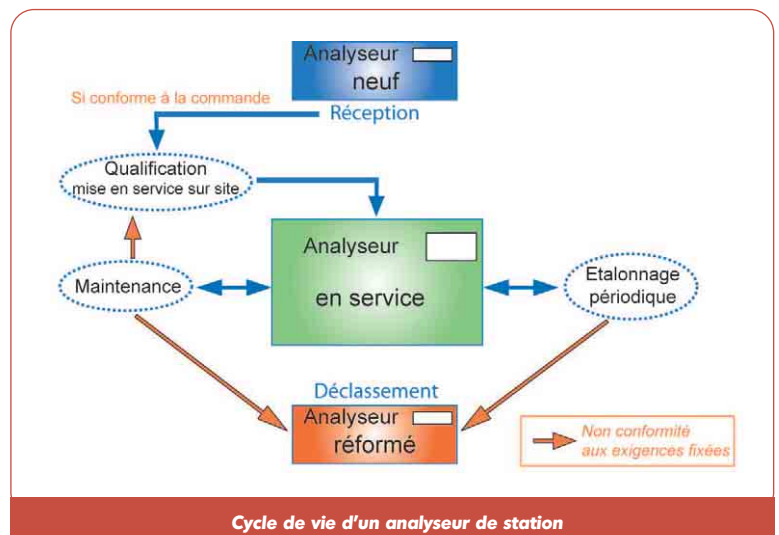 Analyseur
neuf
Si conforme à la commande
Réception
Qualification
mise en service sur site
Analyseur
en service
Maintenance
Etalonnage
périodique
Déclassement
Analyseur
réformé
Non conformité
aux exigences fixées
Cycle de vie d'un analyseur de station